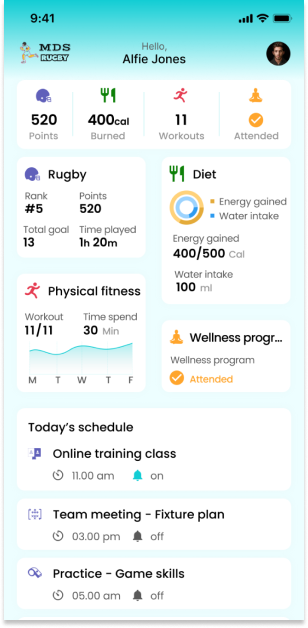 9:41
MDS
RUGBY
Hello,
Alfie Jones
520
Points
400cal
Burned
11
Workouts
Attended
Rugby
Rank
Points
#5
520
Total goal
Time played
13
1h 20m
Diet
Energy gained
Water intake
Energy gained
400/500 Cal
Water intake
100 ml
Physical fitness
Workout
Time spend
11/11
30 Min
M T W T F
Wellness progr...
Wellness program
Attended
Today's schedule
Online training class
11.00 am
on
Team meeting - Fixture plan
03.00 pm
off
Practice - Game skills
05.00 am
off